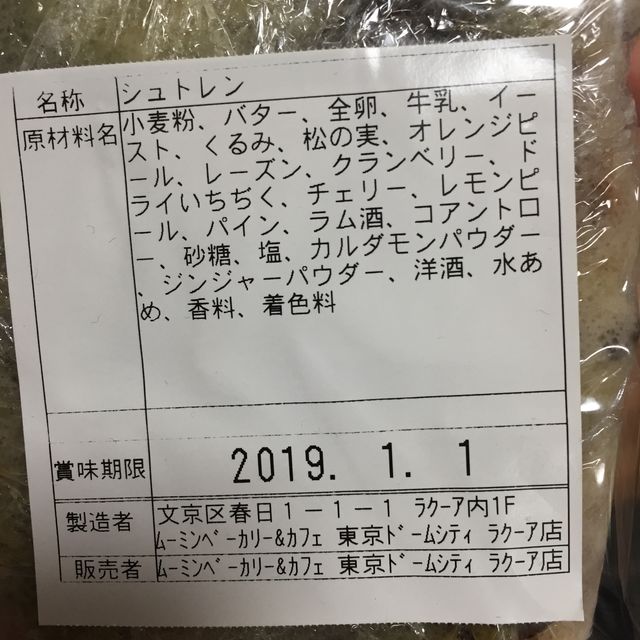 名称 シュトレン
原材料名 小麦粉、バター、全卵、牛乳、イー
スト、くるみ、松の実、オレンジピ
ール、レーズン、クランベリー、ド
ライいちぢく、チェリー、レモンピ
ール、パイン、ラム酒、コアントロ
ー、砂糖、塩、カルダモンパウダー
、ジンジャーパウダー、洋酒、水あ
め、香料、着色料
賞味期限 2019. 1. 1
製造者 文京区春日1-1-1 ラクーア内1F
ムーミンベーカリー&カフェ 東京ドームシティ ラクーア店
販売者 ムーミンベーカリー&カフェ 東京ドームシティ ラクーア店